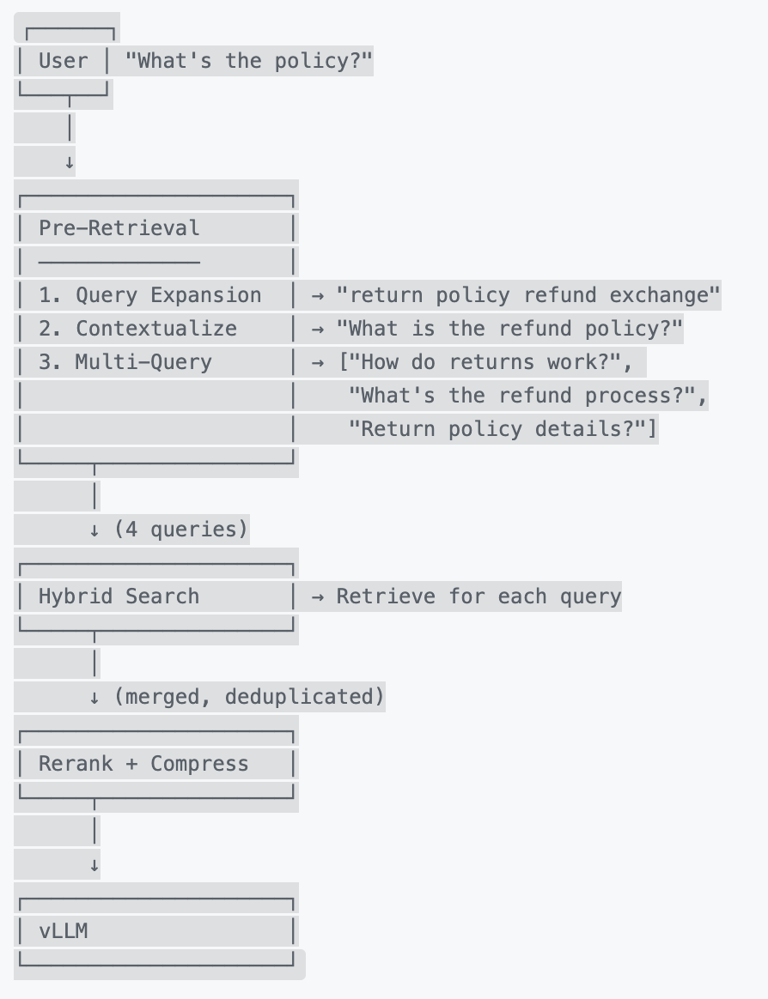 User "What's the policy?"
↓
Pre-Retrieval
──────────────
1. Query Expansion → "return policy refund exchange"
2. Contextualize → "What is the refund policy?"
3. Multi-Query → ["How do returns work?",
"What's the refund process?",
"Return policy details?"]
↓ (4 queries)
Hybrid Search → Retrieve for each query
↓ (merged, deduplicated)
Rerank + Compress
↓
vLLM